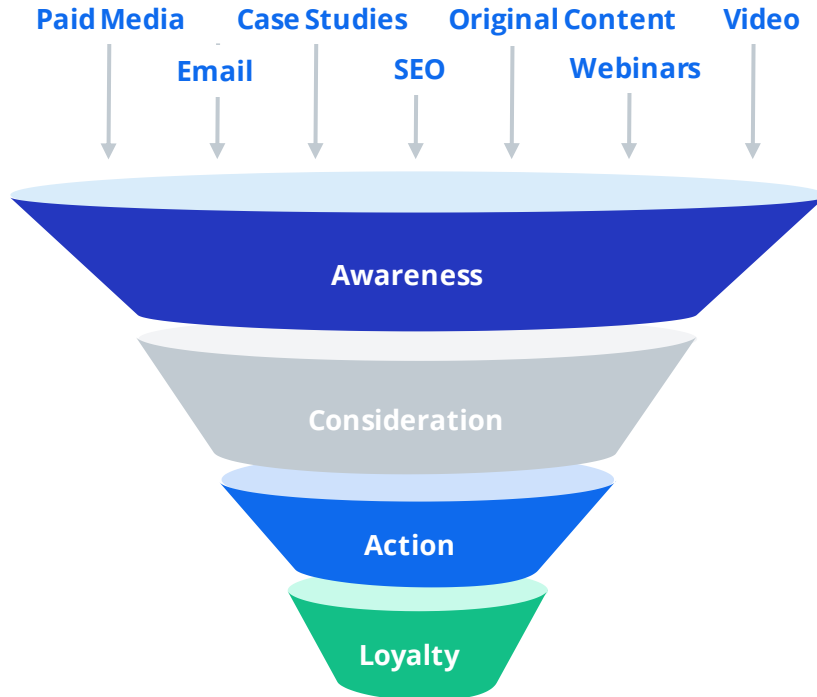 Paid Media
Case Studies
Original Content
Video
Email
SEO
Webinars
Awareness
Consideration
Action
Loyalty